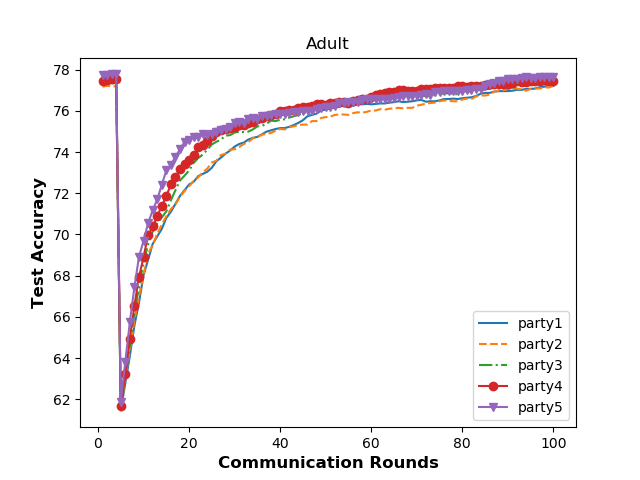 Adult
Test Accuracy
78
76
74
72
70
68
66
64
62
0 20 40 60 80 100
Communication Rounds
party1
party2
party3
party4
party5